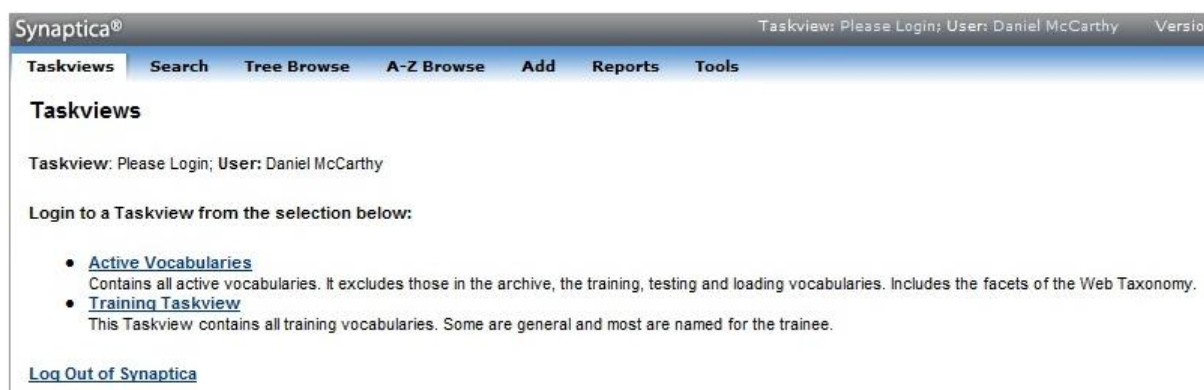 Synaptica® Taskview: Please Login; User: Daniel McCarthy
Taskviews Search Tree Browse A-Z Browse Add Reports Tools
Taskviews
Taskview: Please Login; User: Daniel McCarthy
Login to a Taskview from the selection below:
• Active Vocabularies
Contains all active vocabularies. It excludes those in the archive, the training, testing and loading vocabularies. Includes the facets of the Web Taxonomy.
• Training Taskview
This Taskview contains all training vocabularies. Some are general and most are named for the trainee.
Log Out of Synaptica